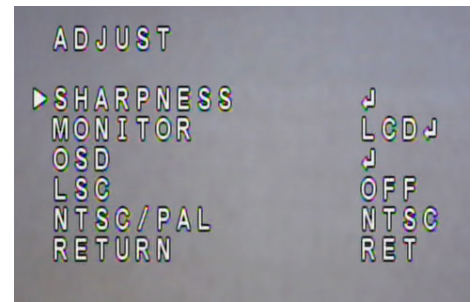 ADJUST
▶SHARPNESS ↲
MONITOR LCD↲
OSD ↲
LSC OFF
NTSC/PAL NTSC
RETURN RET